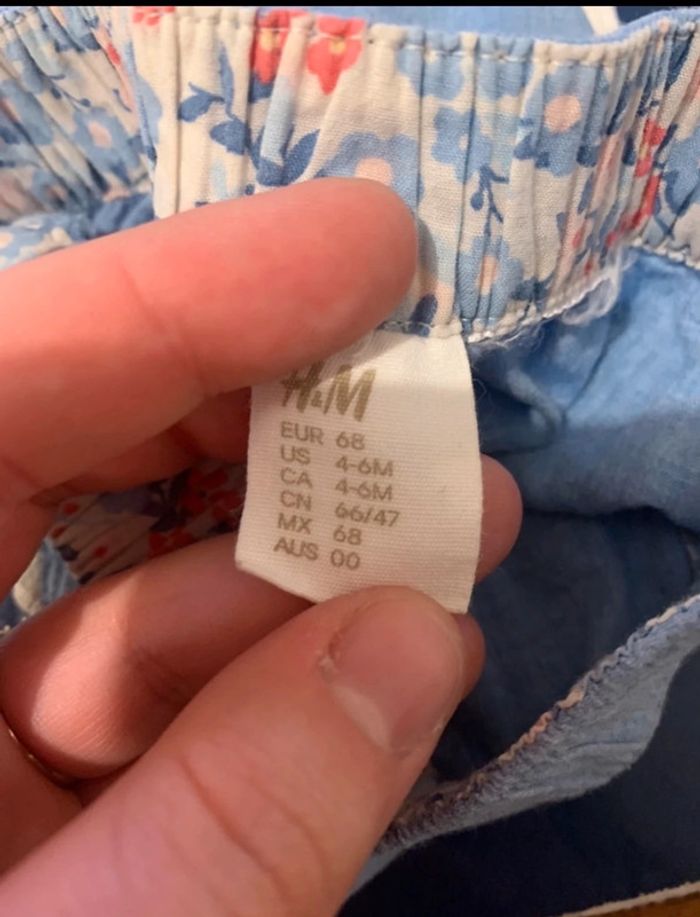 H&M
EUR 68
US 4-6M
CA 4-6M
CN 66/47
MX 68
AUS 00